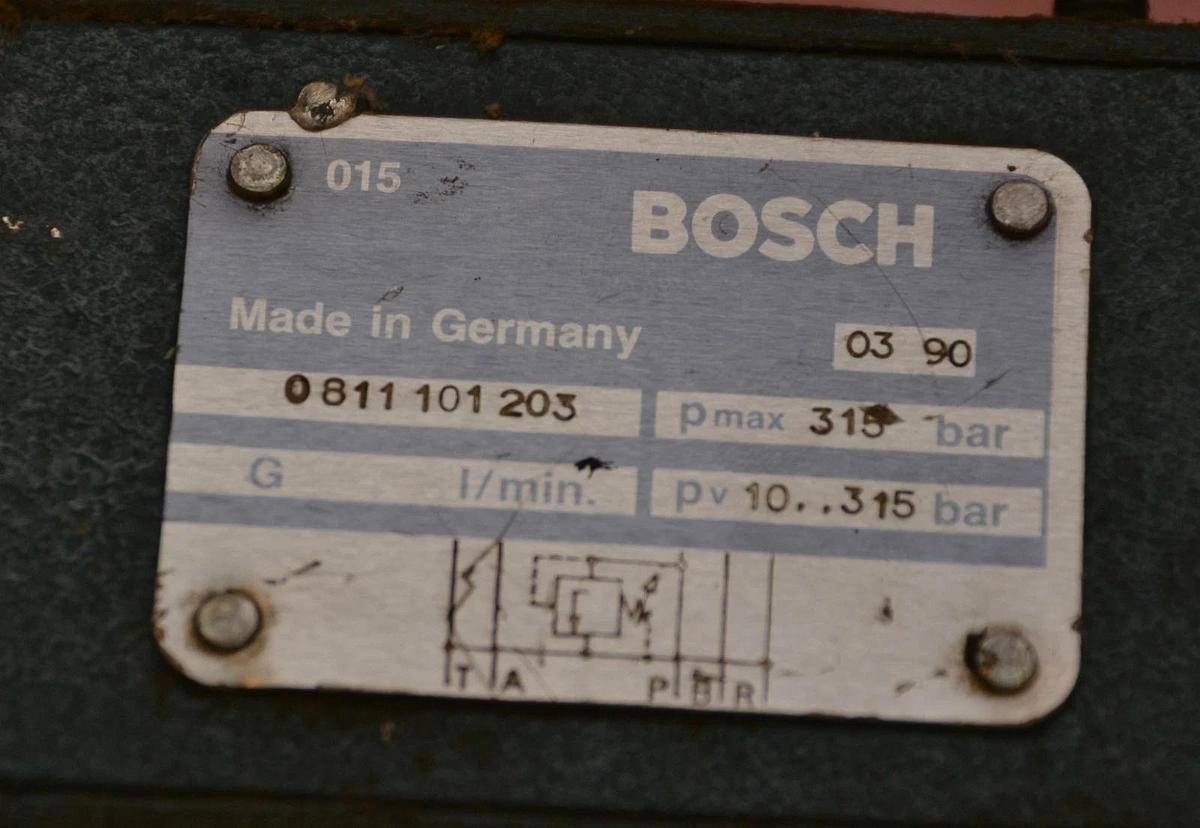 015
BOSCH
Made in Germany
03 90
0 811 101 203
pmax 315 bar
G l/min.
pv 10..315 bar
T A P B R